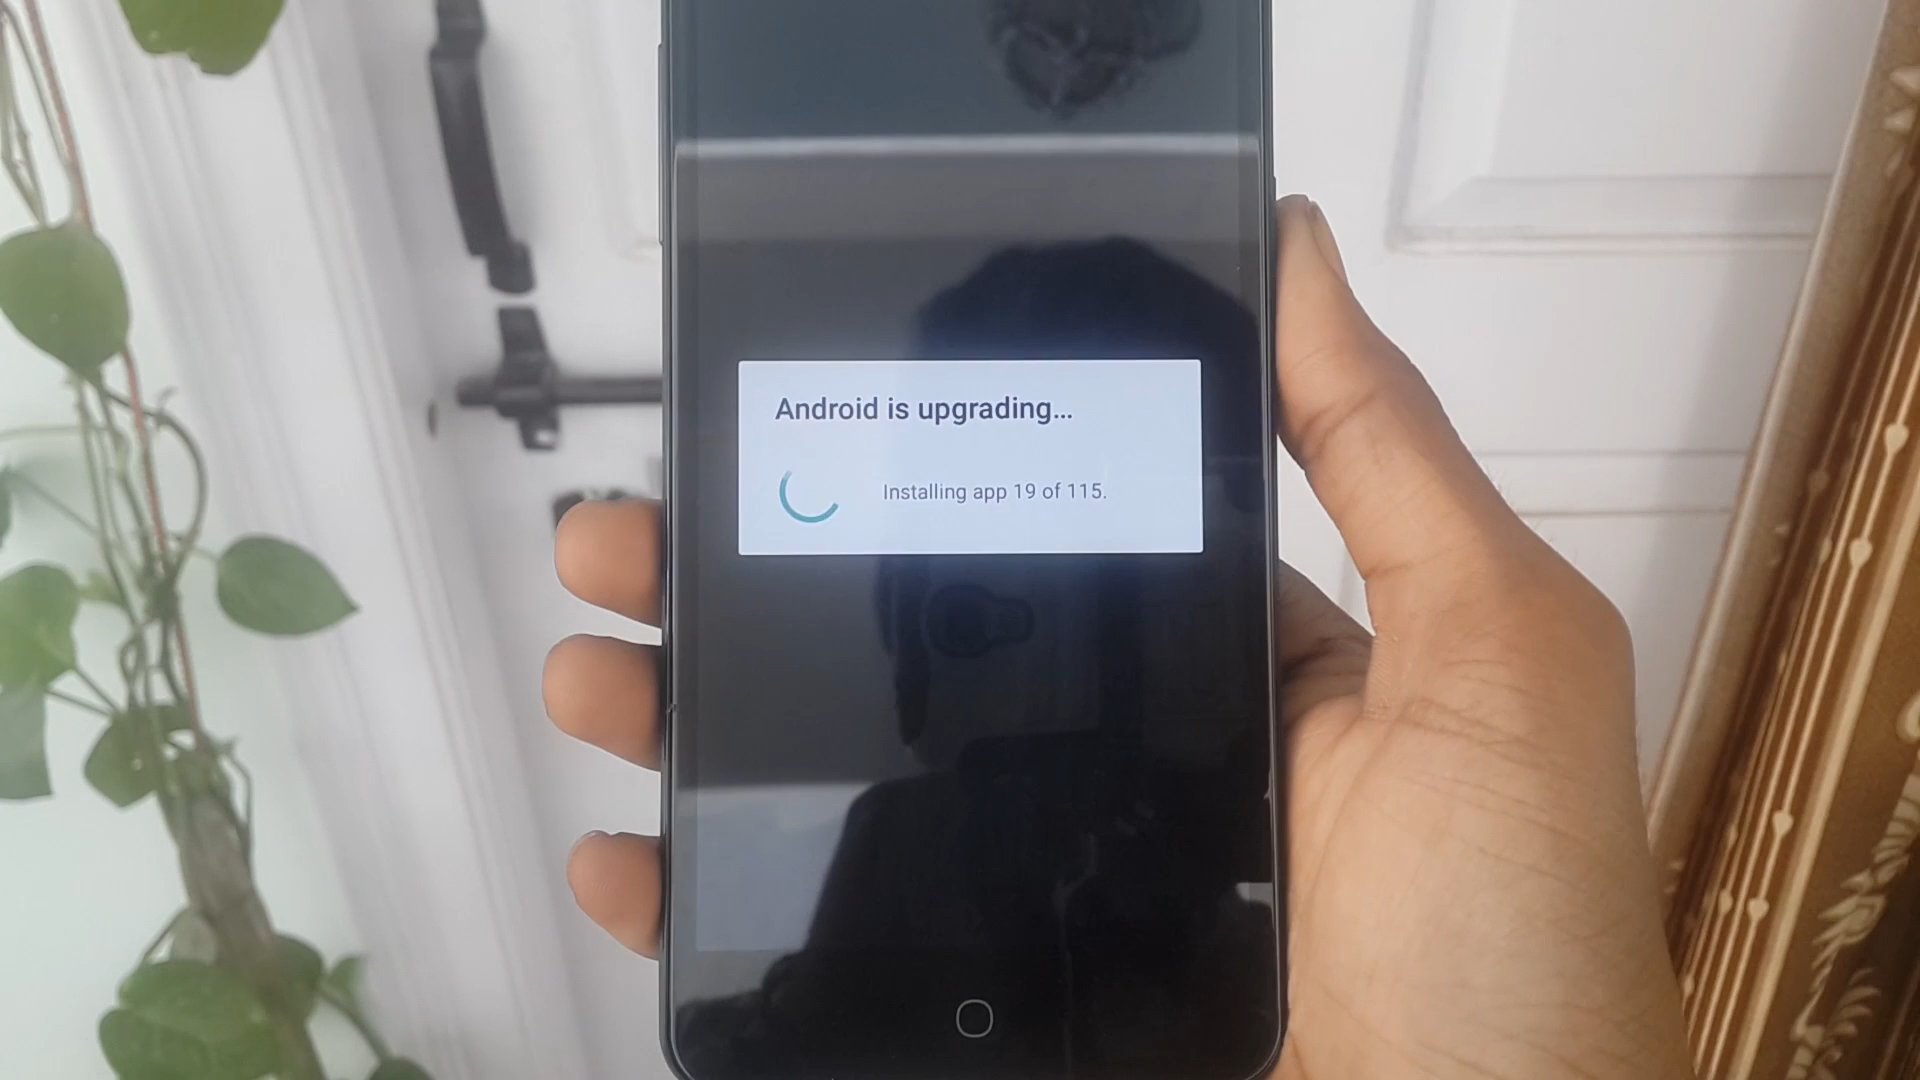 Android is upgrading...
Installing app 19 of 115.